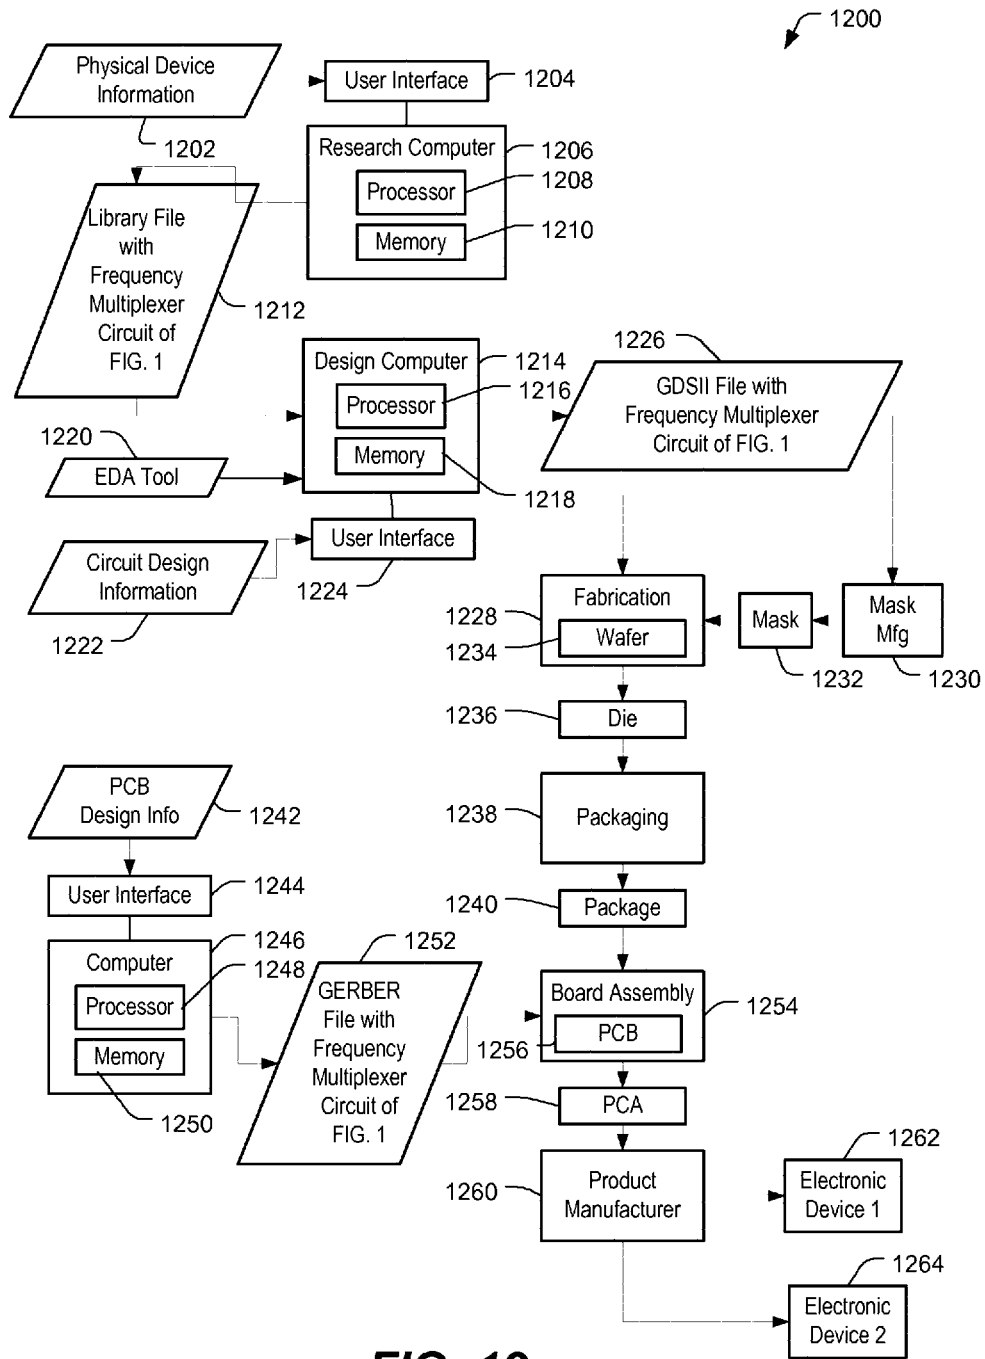 1200
Physical Device
Information
1202
User Interface
1204
Research Computer
1206
Processor
1208
Memory
1210
Library File
with
Frequency
Multiplexer
Circuit of
FIG. 1
1212
Design Computer
1214
Processor
1216
Memory
1218
1220
EDA Tool
User Interface
1224
Circuit Design
Information
1222
1226
GDSII File with
Frequency Multiplexer
Circuit of FIG. 1
Fabrication
1228
Wafer
1234
Mask
1232
Mask
Mfg
1230
1236
Die
1238
Packaging
1240
Package
PCB
Design Info
1242
User Interface
1244
Computer
1246
Processor
1248
Memory
1250
1252
GERBER
File with
Frequency
Multiplexer
Circuit of
FIG. 1
Board Assembly
1254
PCB
1256
1258
PCA
1260
Product
Manufacturer
1262
Electronic
Device 1
1264
Electronic
Device 2